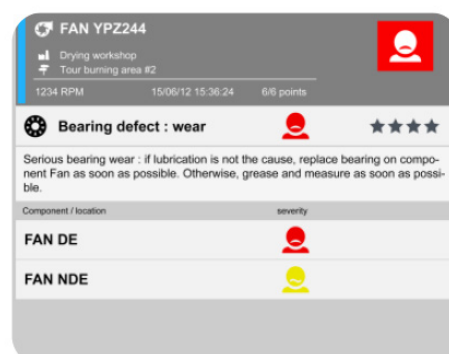 FAN YPZ244
Drying workshop
Tour burning area #2
1234 RPM 15/06/12 15:36:24 6/6 points
Bearing defect : wear
Serious bearing wear : if lubrication is not the cause, replace bearing on compo-
nent Fan as soon as possible. Otherwise, grease and measure as soon as possi-
ble.
Component / location severity
FAN DE
FAN NDE